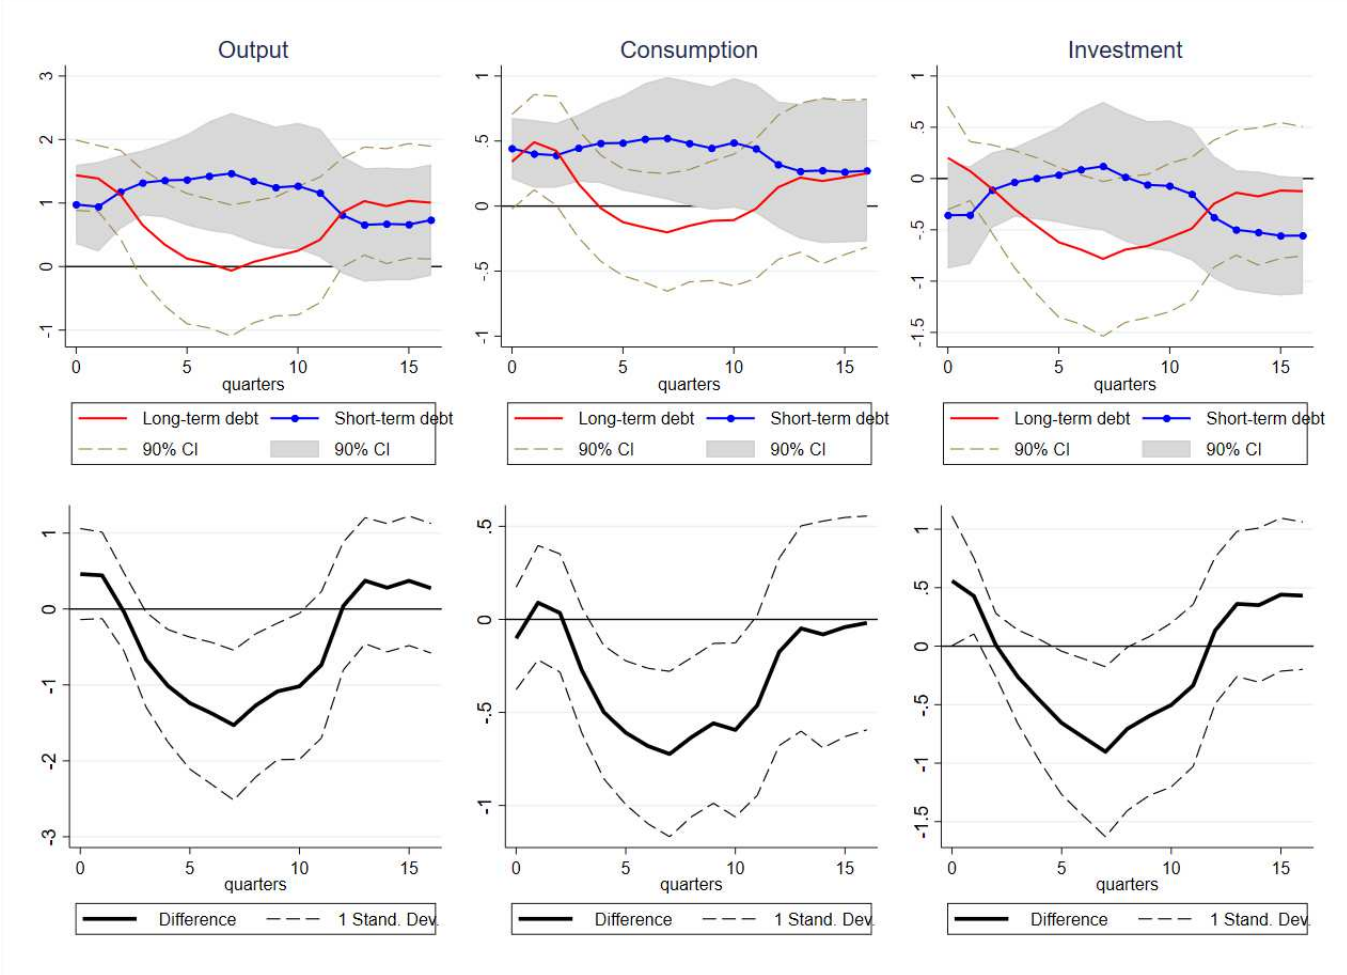 Output
3
2
1
0
-1
0 5 10 15
quarters
Long-term debt Short-term debt
90% CI 90% CI
Consumption
1
.5
0
-.5
-1
0 5 10 15
quarters
Long-term debt Short-term debt
90% CI 90% CI
Investment
1
.5
0
-.5
-1
-1.5
0 5 10 15
quarters
Long-term debt Short-term debt
90% CI 90% CI
1
0
-1
-2
-3
0 5 10 15
quarters
Difference 1 Stand. Dev.
.5
0
-.5
-1
0 5 10 15
quarters
Difference 1 Stand. Dev.
1
.5
0
-.5
-1
-1.5
0 5 10 15
quarters
Difference 1 Stand. Dev.